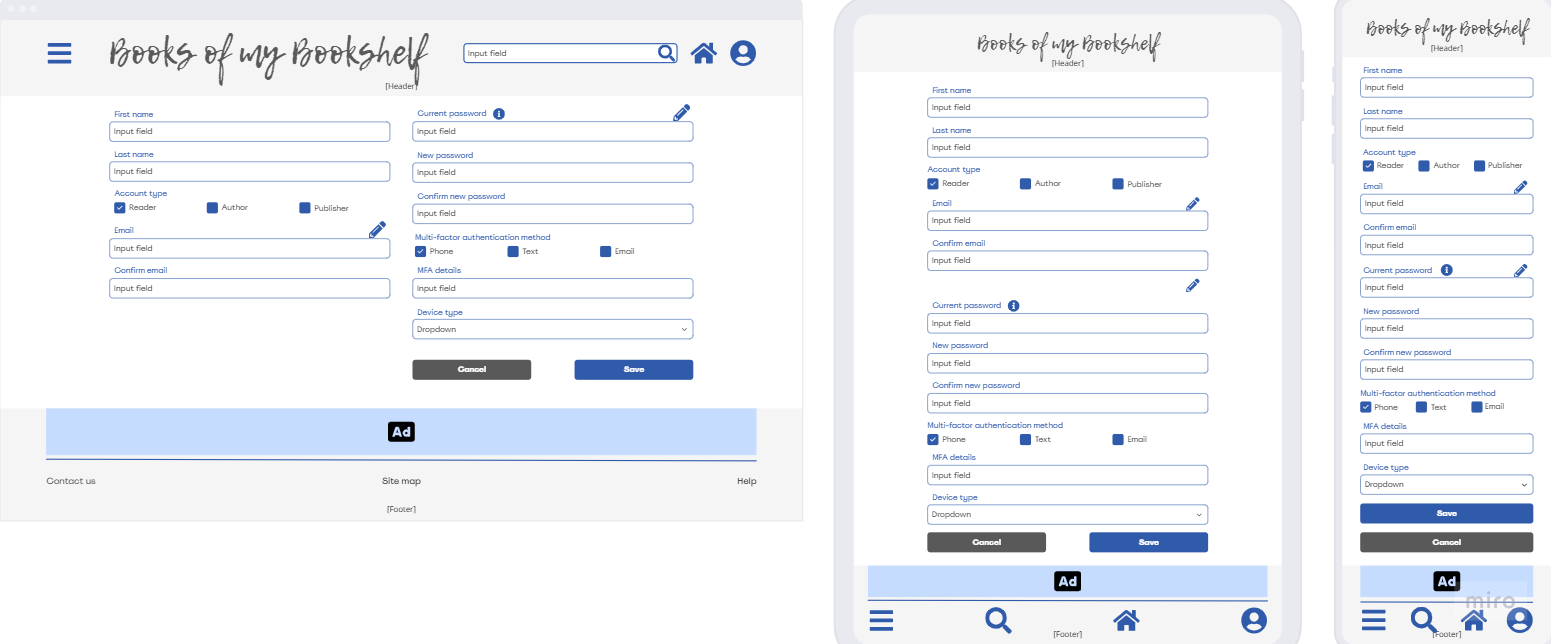 Books of my Bookshelf
Input field
[Header]
First name
Input field
Last name
Input field
Account type
Reader Author Publisher
Email
Input field
Confirm email
Input field
Current password
Input field
New password
Input field
Confirm new password
Input field
Multi-factor authentication method
Phone Text Email
MFA details
Input field
Device type
Dropdown
Cancel Save
Ad
Contact us Site map Help
[Footer]
Books of my Bookshelf
[Header]
First name
Input field
Last name
Input field
Account type
Reader Author Publisher
Email
Input field
Confirm email
Input field
Current password
Input field
New password
Input field
Confirm new password
Input field
Multi-factor authentication method
Phone Text Email
MFA details
Input field
Device type
Dropdown
Cancel Save
Ad
[Footer]
Books of my Bookshelf
[Header]
First name
Input field
Last name
Input field
Account type
Reader Author Publisher
Email
Input field
Confirm email
Input field
Current password
Input field
New password
Input field
Confirm new password
Input field
Multi-factor authentication method
Phone Text Email
MFA details
Input field
Device type
Dropdown
Save
Cancel
Ad
miro
[Footer]